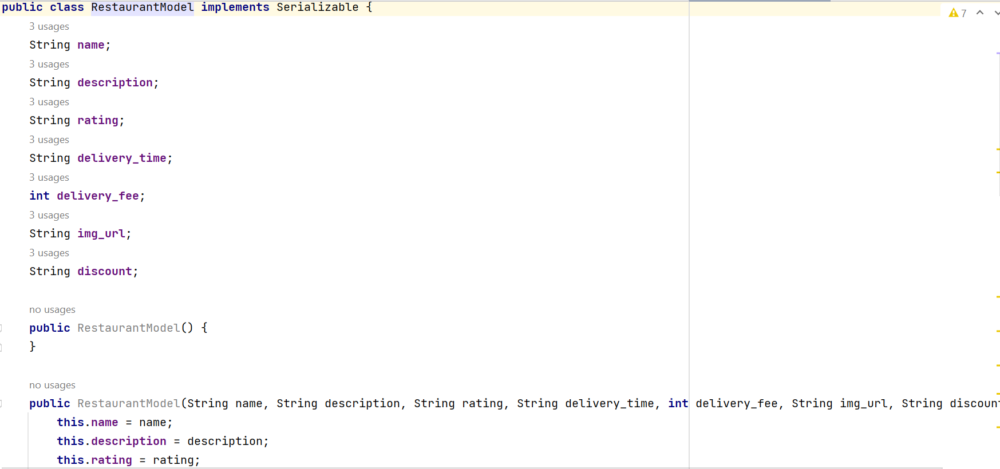 public class RestaurantModel implements Serializable {
7
3 usages
String name;
3 usages
String description;
3 usages
String rating;
3 usages
String delivery_time;
3 usages
int delivery_fee;
3 usages
String img_url;
3 usages
String discount;
no usages
public RestaurantModel() {
}
no usages
public RestaurantModel(String name, String description, String rating, String delivery_time, int delivery_fee, String img_url, String discount
this.name = name;
this.description = description;
this.rating = rating;